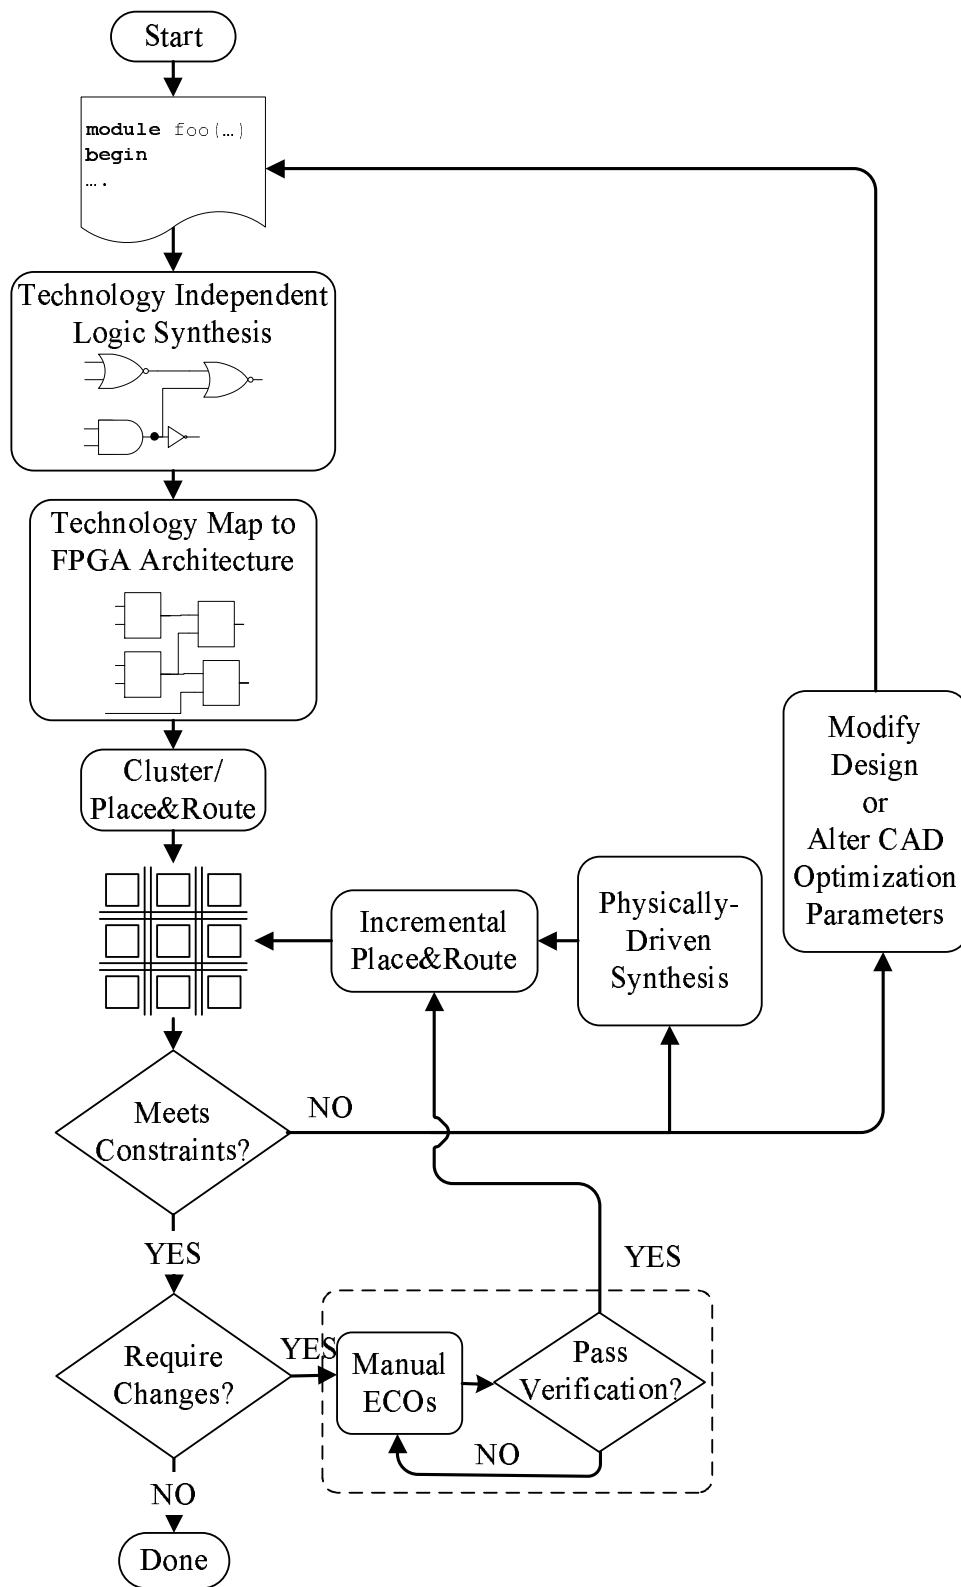 Start
module foo(…)
begin
….
Technology Independent
Logic Synthesis
Technology Map to
FPGA Architecture
Cluster/
Place&Route
Incremental
Place&Route
Physically-
Driven
Synthesis
Modify
Design
or
Alter CAD
Optimization
Parameters
Meets
Constraints?
NO
YES
YES
Require
Changes?
YES
Manual
ECOs
Pass
Verification?
NO
NO
Done